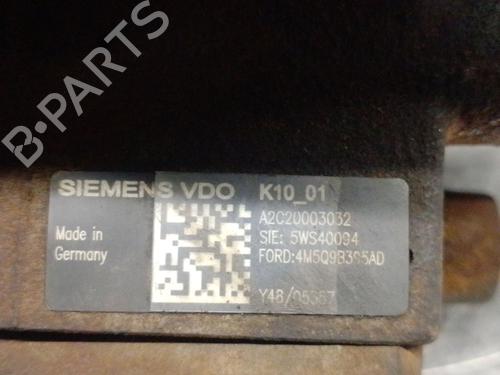 B-PARTS
SIEMENS VDO K10_01
A2C20003032
Made in SIE: 5WS40094
Germany FORD:4M5Q9B395AD
Y48/05367